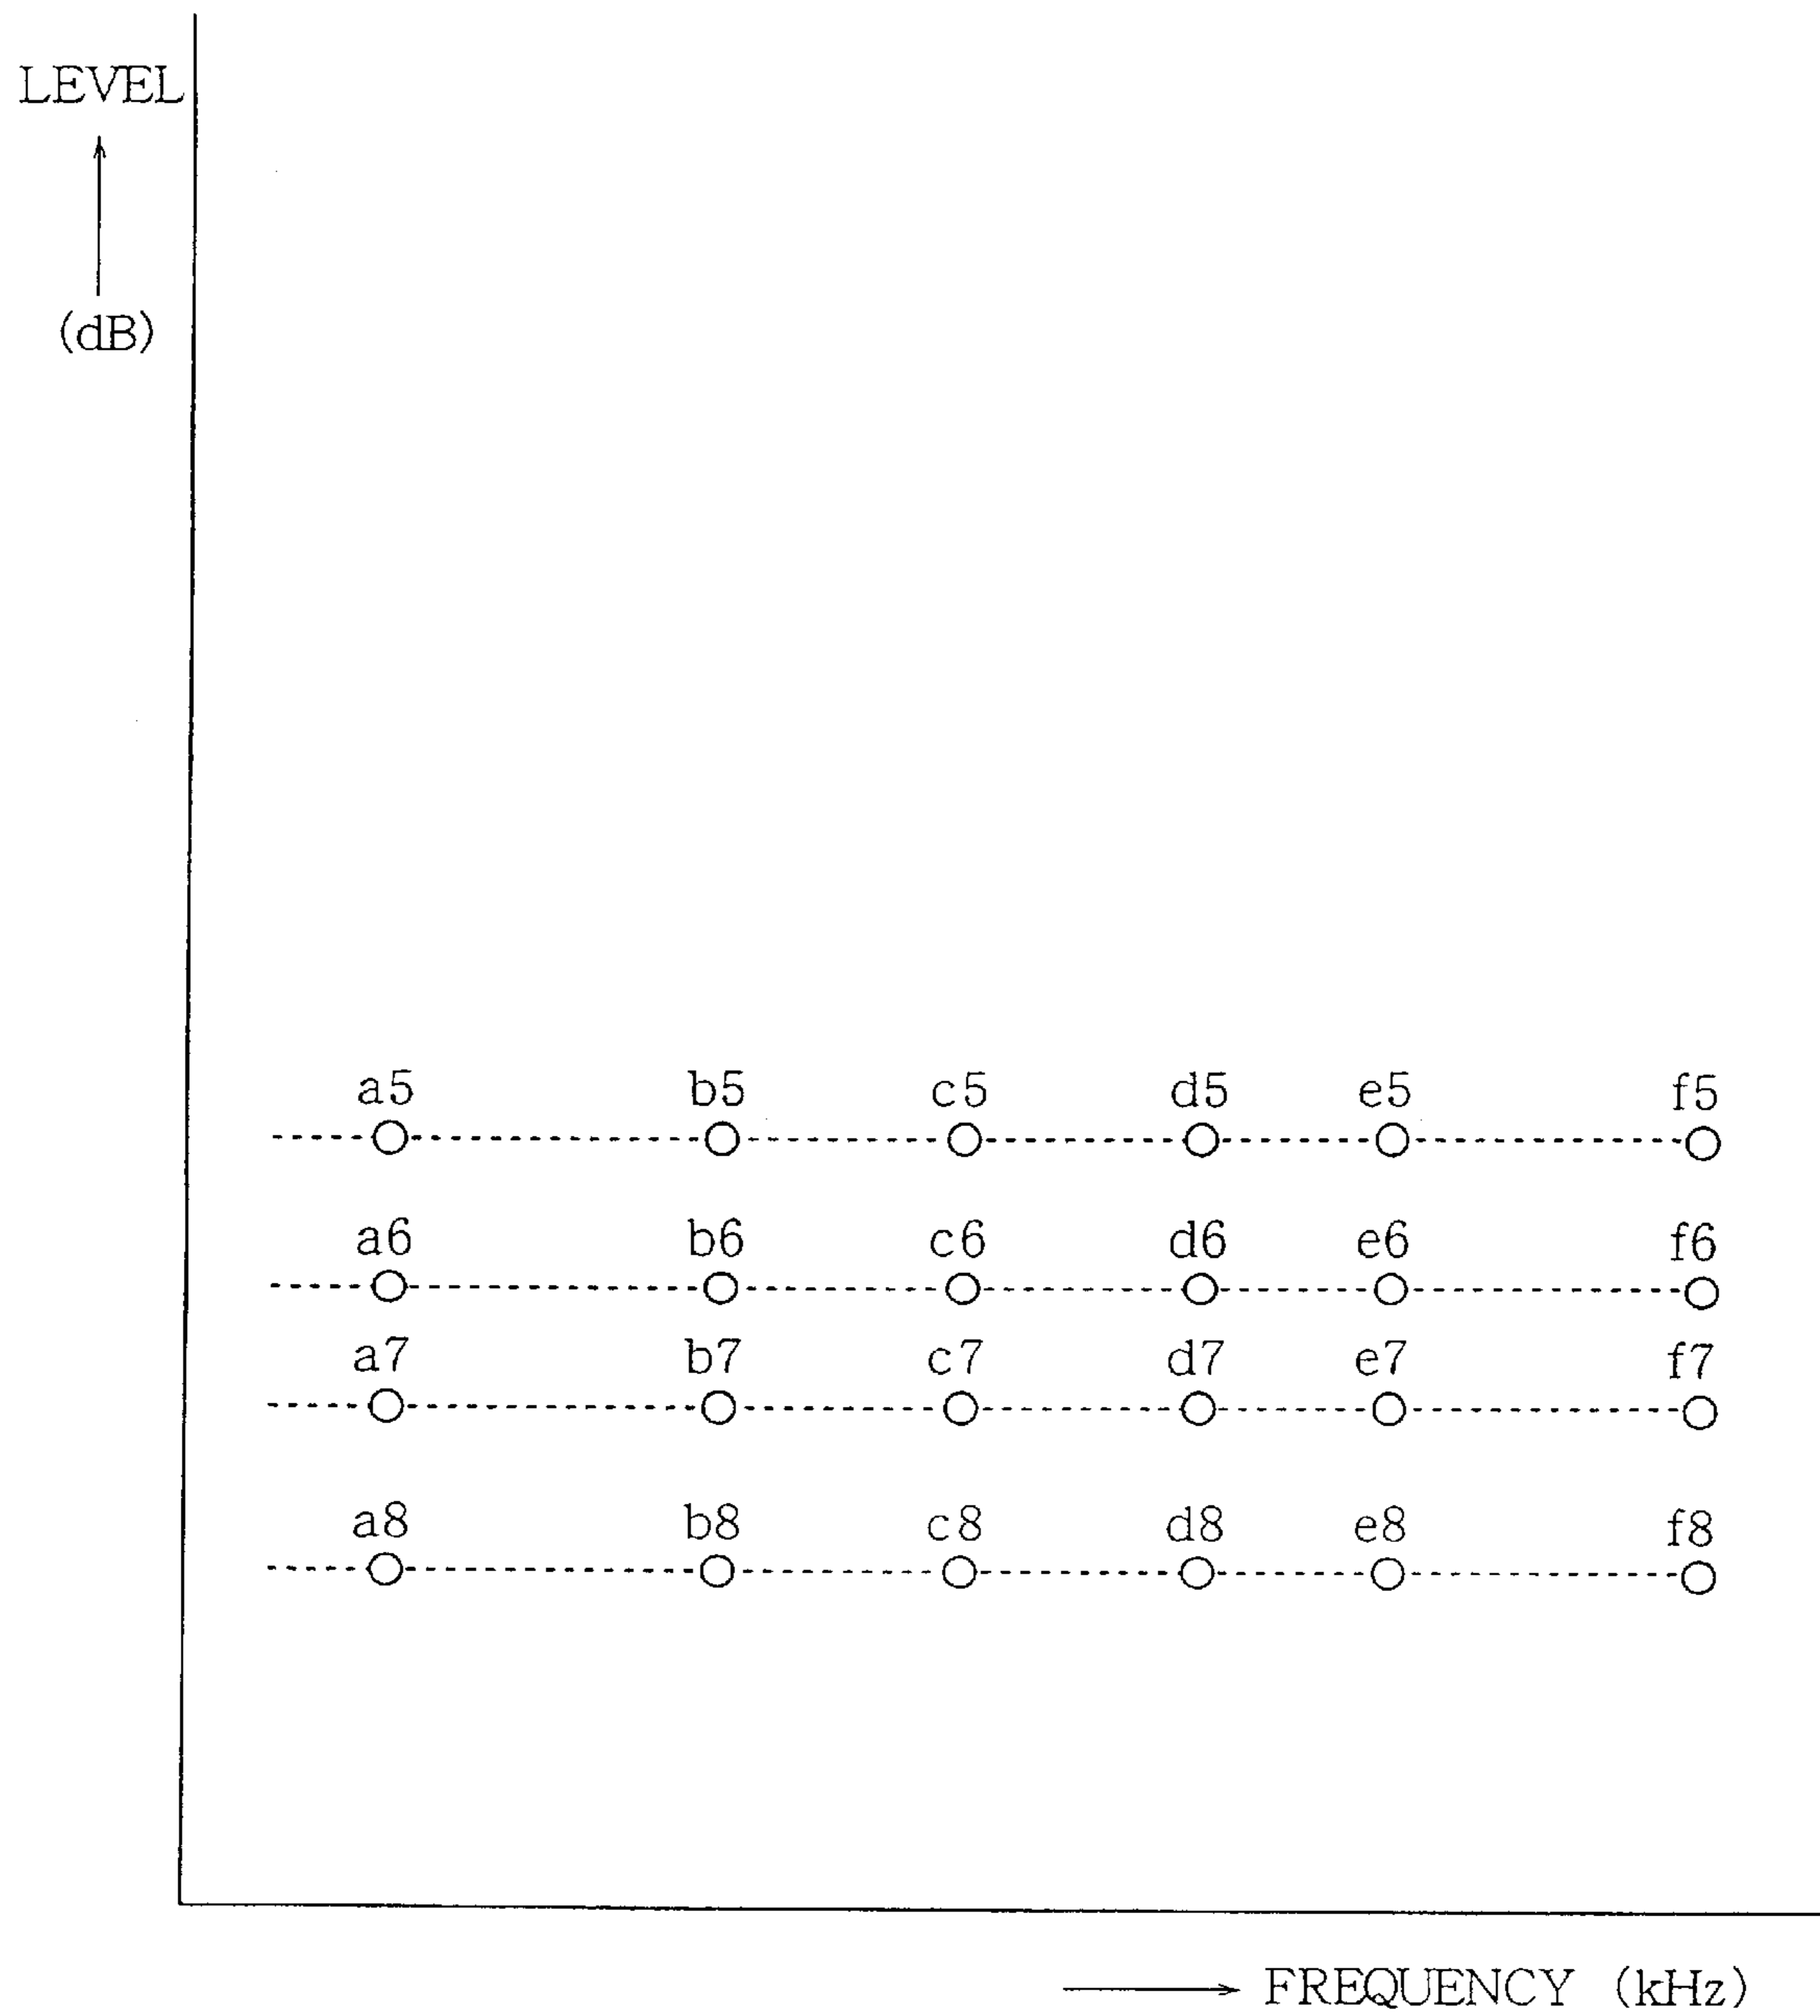 LEVEL
(dB)
a5 b5 c5 d5 e5 f5
a6 b6 c6 d6 e6 f6
a7 b7 c7 d7 e7 f7
a8 b8 c8 d8 e8 f8
FREQUENCY (kHz)